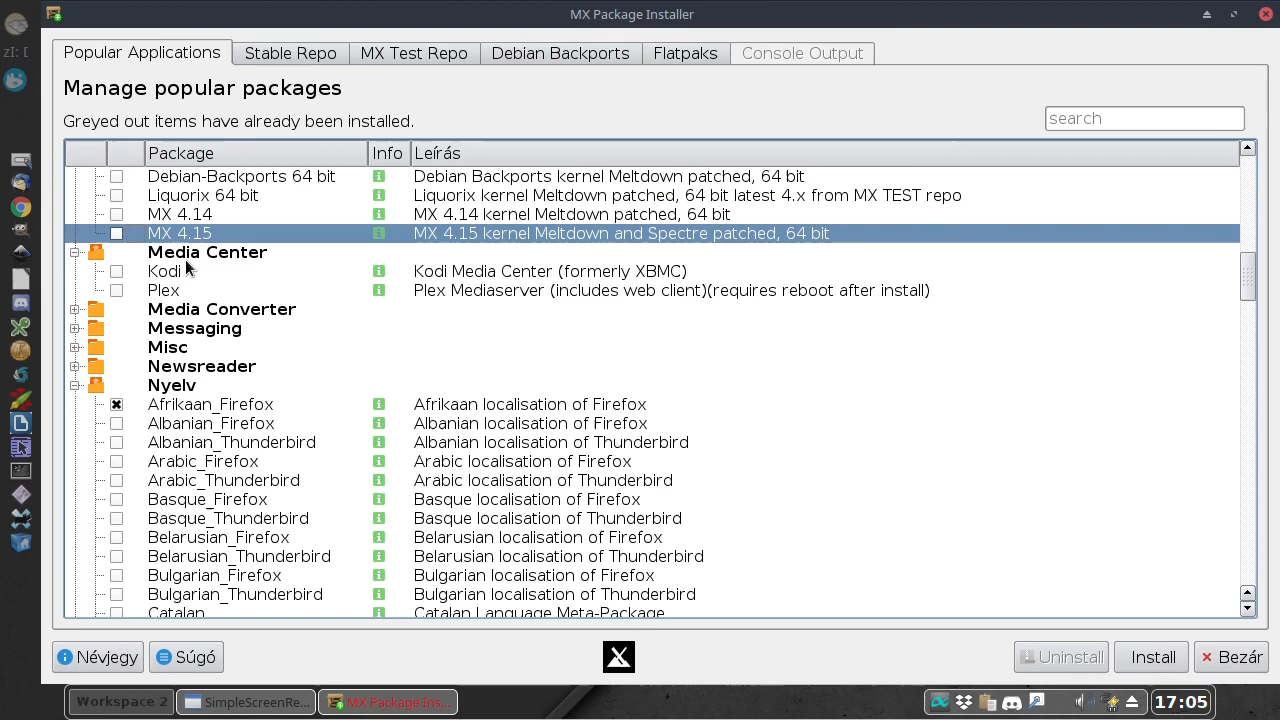 MX Package Installer
zI: [
Popular Applications Stable Repo MX Test Repo Debian Backports Flatpaks Console Output
Manage popular packages
Greyed out items have already been installed.
search
Package Info Leírás
Debian-Backports 64 bit Debian Backports kernel Meltdown patched, 64 bit
Liquorix 64 bit Liquorix kernel Meltdown patched, 64 bit latest 4.x from MX TEST repo
MX 4.14 MX 4.14 kernel Meltdown patched, 64 bit
MX 4.15 MX 4.15 kernel Meltdown and Spectre patched, 64 bit
Media Center
Kodi Kodi Media Center (formerly XBMC)
Plex Plex Mediaserver (includes web client)(requires reboot after install)
Media Converter
Messaging
Misc
Newsreader
Nyelv
Afrikaan_Firefox Afrikaan localisation of Firefox
Albanian_Firefox Albanian localisation of Firefox
Albanian_Thunderbird Albanian localisation of Thunderbird
Arabic_Firefox Arabic localisation of Firefox
Arabic_Thunderbird Arabic localisation of Thunderbird
Basque_Firefox Basque localisation of Firefox
Basque_Thunderbird Basque localisation of Thunderbird
Belarusian_Firefox Belarusian localisation of Firefox
Belarusian_Thunderbird Belarusian localisation of Thunderbird
Bulgarian_Firefox Bulgarian localisation of Firefox
Bulgarian_Thunderbird Bulgarian localisation of Thunderbird
Catalan Catalan Language Meta-Package
Névjegy Súgó Uninstall Install Bezár
Workspace 2 SimpleScreenRe... MX Package Ins... 17:05